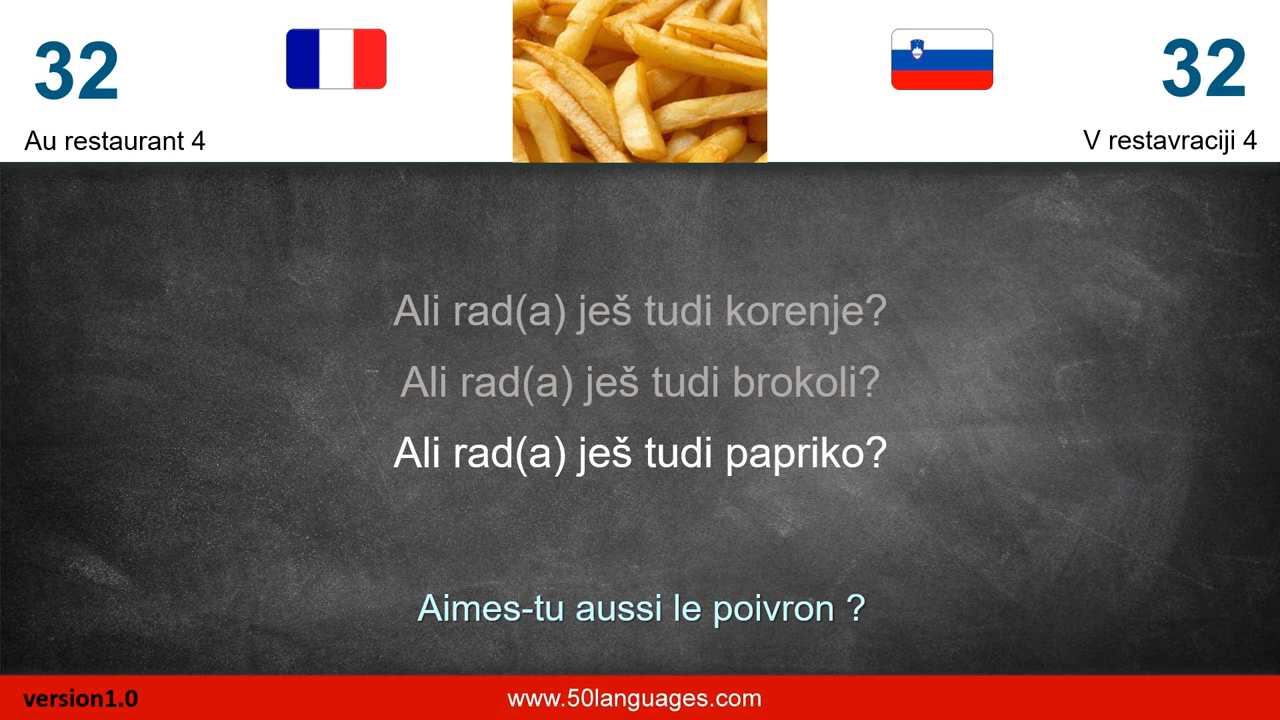 32
32
Au restaurant 4
V restavraciji 4
Ali rad(a) ješ tudi korenje?
Ali rad(a) ješ tudi brokoli?
Ali rad(a) ješ tudi papriko?
Aimes-tu aussi le poivron ?
version1.0
www.50languages.com